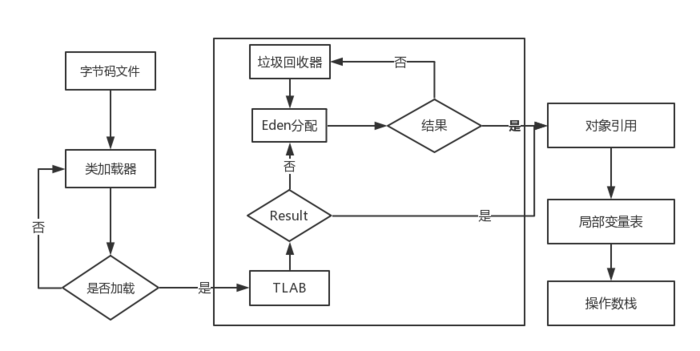 字节码文件
类加载器
否
是否加载
是
垃圾回收器
否
Eden分配
结果
是
否
Result
是
TLAB
对象引用
局部变量表
操作数栈